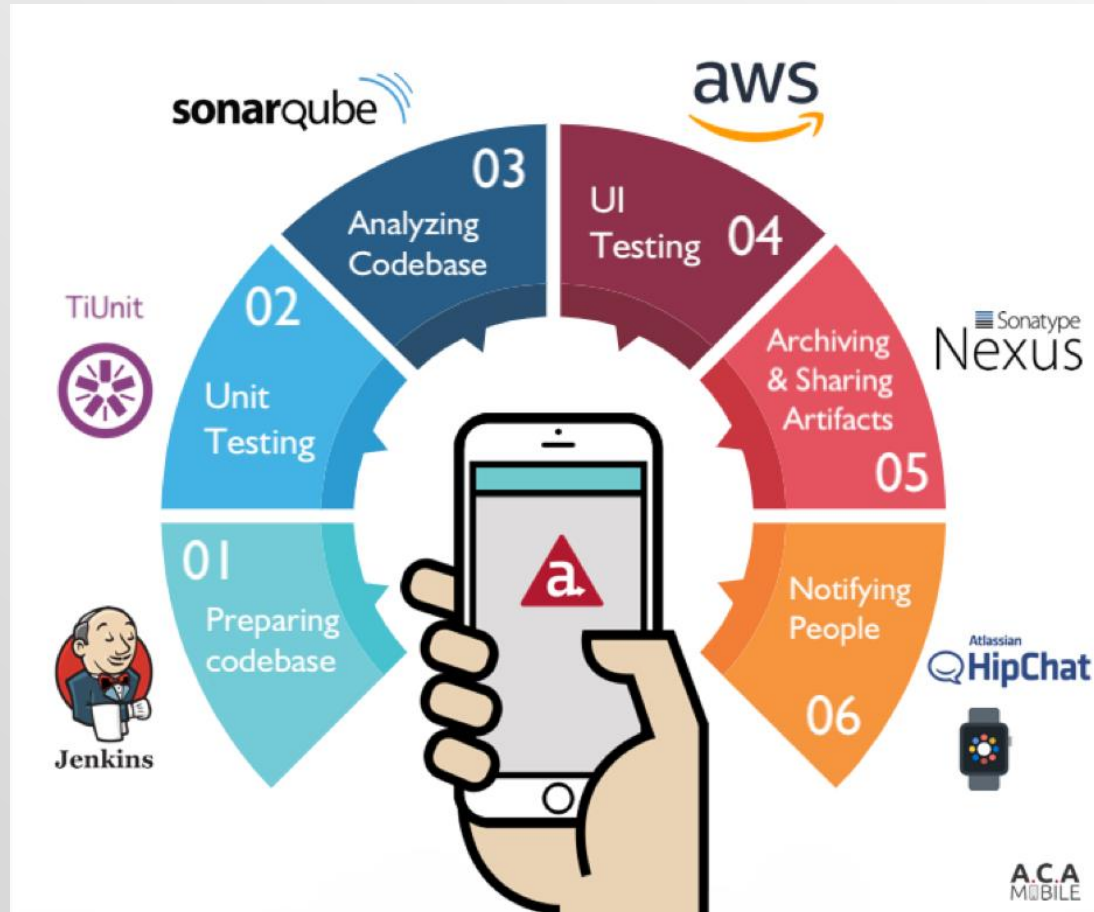 sonarqube
aws
03
Analyzing
Codebase
UI
Testing
04
TiUnit
02
Unit
Testing
Archiving
& Sharing
Artifacts
05
Sonatype
Nexus
01
Preparing
codebase
Jenkins
a
Notifying
People
06
Atlassian
HipChat
A.C.A
MOBILE